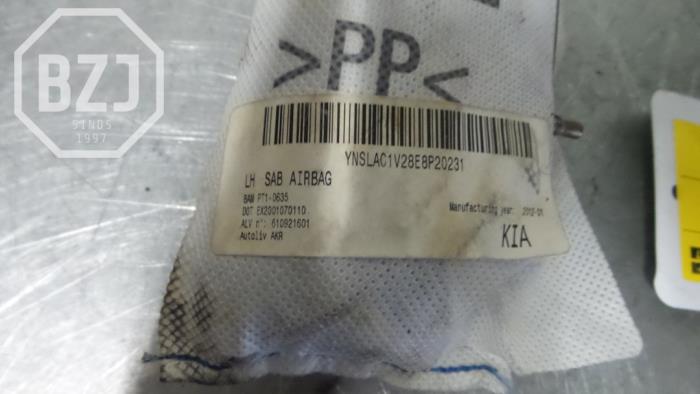 BZJ
SINDS
1997
>PP<
YNSLAC1V28E8P20231
LH SAB AIRBAG
BAM PT1-0635
DOT EX2001070110
ALV n°: 610921601
Autoliv AKR
Manufacturing year: 2012-01
KIA